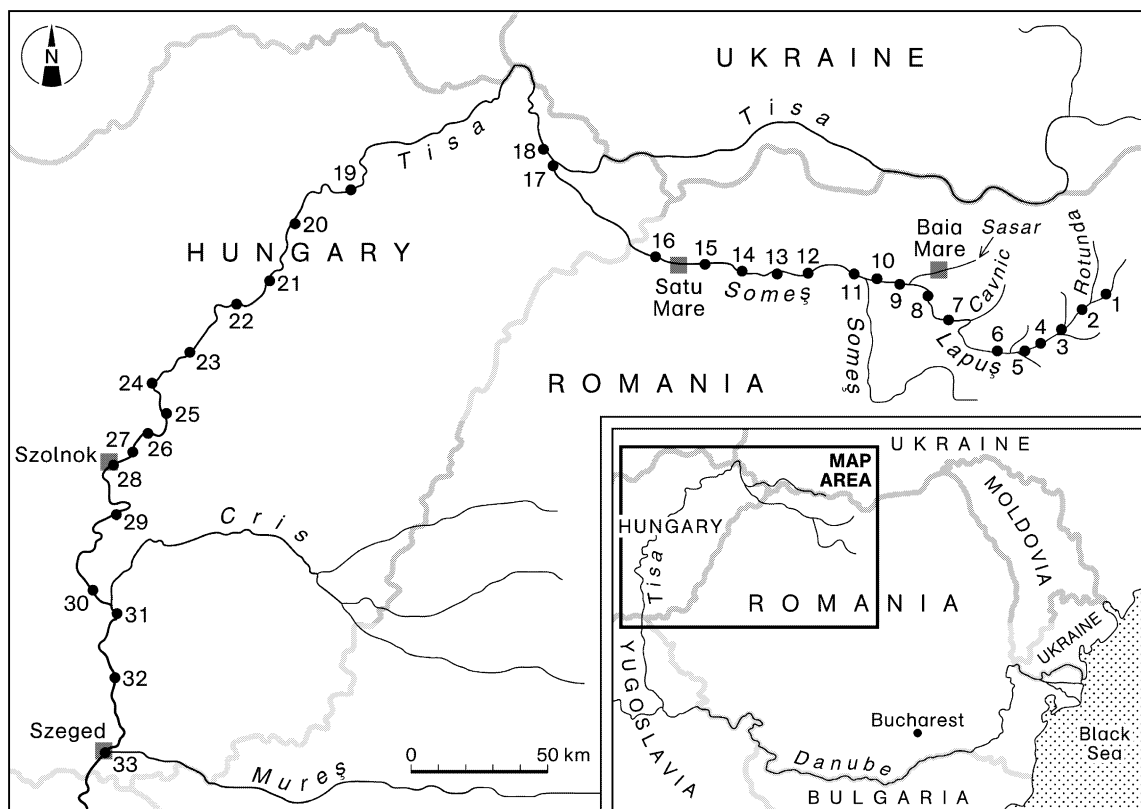 N
UKRAINE
Tisa
Tisa
18
17
19
20
HUNGARY
21
22
23
24
25
26
27
Szolnok
28
29
30
31
32
Szeged
33
Cris
Mureş
0
50 km
16
15
14
13
12
11
10
9
8
7
6
5
4
3
2
1
Satu
Mare
Someş
Someş
Baia
Mare
Sasar
Cavnic
Rotunda
Lapuş
ROMANIA
UKRAINE
MAP
AREA
HUNGARY
Tisa
MOLDOVIA
ROMANIA
UKRAINE
YUGOSLAVIA
Bucharest
Danube
BULGARIA
Black
Sea